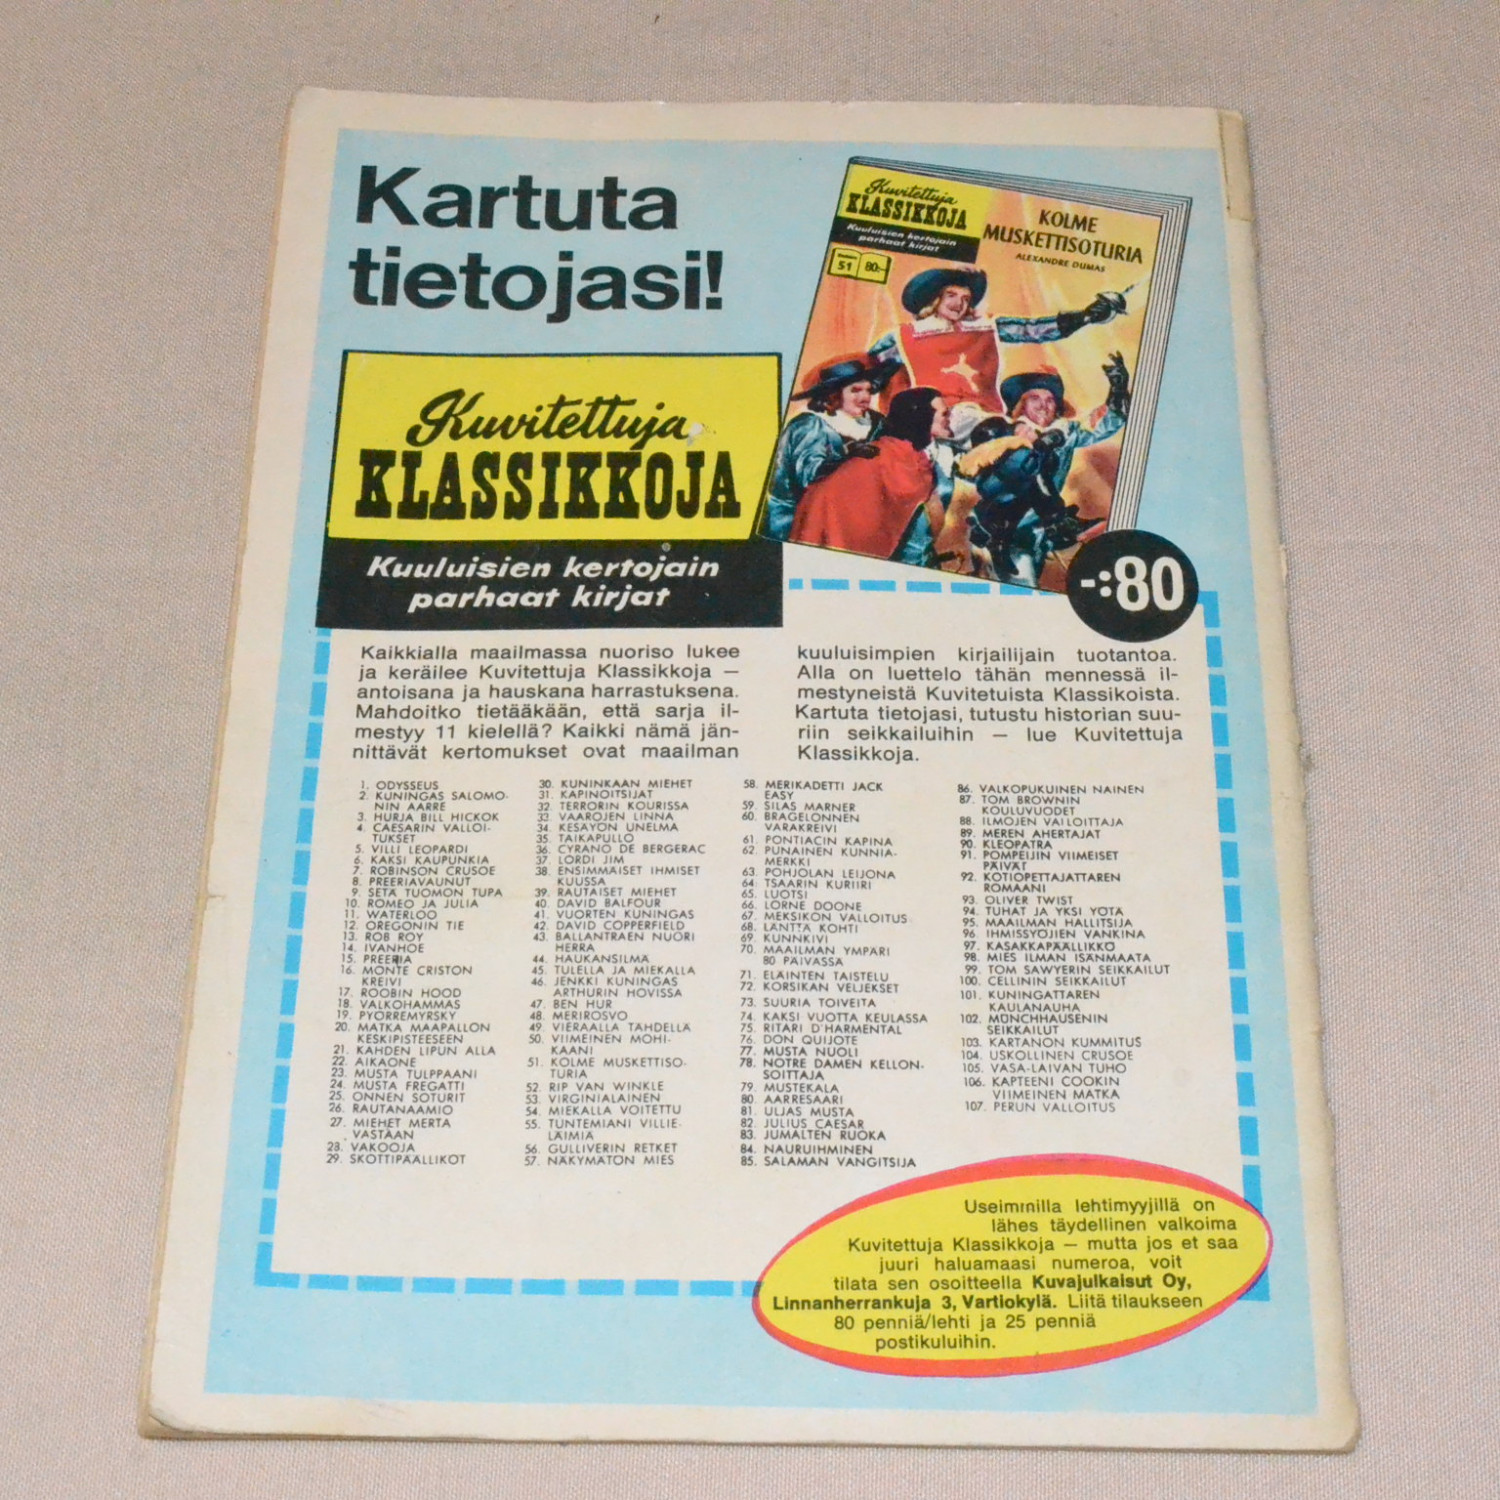 Kartuta
tietojasi!
Kuvitettuja
KLASSIKKOJA
Kuuluisien kertojain
parhaat kirjat
Kuvitettuja
KLASSIKKOJA
Kuuluisien kertojain
parhaat kirjat
51 80:-
KOLME
MUSKETTISOTURIA
ALEXANDRE DUMAS
-:80
Kaikkialla maailmassa nuoriso lukee
ja keräilee Kuvitettuja Klassikkoja —
antoisana ja hauskana harrastuksena.
Mahdoitko tietääkään, että sarja il-
mestyy 11 kielellä? Kaikki nämä jän-
nittävät kertomukset ovat maailman
kuuluisimpien kirjailijain tuotantoa.
Alla on luettelo tähän mennessä il-
mestyneistä Kuvitetuista Klassikoista.
Kartuta tietojasi, tutustu historian suu-
riin seikkailuihin — lue Kuvitettuja
Klassikkoja.
1. ODYSSEUS
2. KUNINGAS SALOMO-
NIN AARRE
3. HURJA BILL HICKOK
4. CAESARIN VALLOI-
TUKSET
5. VILLI LEOPARDI
6. KAKSI KAUPUNKIA
7. ROBINSON CRUSOE
8. PREERIAVAUNUT
9. SETÄ TUOMON TUPA
10. ROMEO JA JULIA
11. WATERLOO
12. OREGONIN TIE
13. ROB ROY
14. IVANHOE
15. PREERIA
16. MONTE CRISTON
KREIVI
17. ROOBIN HOOD
18. VALKOHAMMAS
19. PYÖRREMYRSKY
20. MATKA MAAPALLON
KESKIPISTEESEEN
21. KAHDEN LIPUN ALLA
22. AIKAONE
23. MUSTA TULPPAANI
24. MUSTA FREGATTI
25. ONNEN SOTURIT
26. RAUTANAAMIO
27. MIEHET MERTA
VASTAAN
28. VAKOOJA
29. SKOTTIPÄÄLLIKÖT
30. KUNINKAAN MIEHET
31. KAPINOITSIJAT
32. TERRORIN KOURISSA
33. VAAROJEN LINNA
34. KESÄYÖN UNELMA
35. TAIKAPULLO
36. CYRANO DE BERGERAC
37. LORDI JIM
38. ENSIMMÄISET IHMISET
KUUSSA
39. RAUTAISET MIEHET
40. DAVID BALFOUR
41. VUORTEN KUNINGAS
42. DAVID COPPERFIELD
43. BALLANTRAEN NUORI
HERRA
44. HAUKANSILMÄ
45. TULELLA JA MIEKALLA
46. JENKKI KUNINGAS
ARTHURIN HOVISSA
47. BEN HUR
48. MERIROSVO
49. VIERAALLA TÄHDELLÄ
50. VIIMEINEN MOHI-
KAANI
51. KOLME MUSKETTISO-
TURIA
52. RIP VAN WINKLE
53. VIRGINIALAINEN
54. MIEKALLA VOITETTU
55. TUNTEMIANI VILLIE-
LÄIMIÄ
56. GULLIVERIN RETKET
57. NÄKYMÄTÖN MIES
58. MERIKADETTI JACK
EASY
59. SILAS MARNER
60. BRAGELONNEN
VARAKREIVI
61. PONTIACIN KAPINA
62. PUNAINEN KUNNIA-
MERKKI
63. POHJOLAN LEIJONA
64. TSAARIN KURIIRI
65. LUOTSI
66. LORNE DOONE
67. MEKSIKON VALLOITUS
68. LANTTÄ KOHTI
69. KUNNKIVI
70. MAAILMAN YMPÄRI
80 PÄIVÄSSÄ
71. ELÄINTEN TAISTELU
72. KORSIKAN VELJEKSET
73. SUURIA TOIVEITA
74. KAKSI VUOTTA KEULASSA
75. RITARI D'HARMENTAL
76. DON QUIJOTE
77. MUSTA NUOLI
78. NOTRE DAMEN KELLON-
SOITTAJA
79. MUSTEKALA
80. AARRESAARI
81. ULJAS MUSTA
82. JULIUS CAESAR
83. JUMALTEN RUOKA
84. NAURUIHMINEN
85. SALAMAN VANGITSIJA
86. VALKOPUKUINEN NAINEN
87. TOM BROWNIN
KOULUVUODET
88. ILMOJEN VALLOITTAJA
89. MEREN AHERTAJAT
90. KLEOPATRA
91. POMPEIJIN VIIMEISET
PÄIVÄT
92. KOTIOPETTAJATTAREN
ROMAANI
93. OLIVER TWIST
94. TUHAT JA YKSI YÖTÄ
95. MAAILMAN HALLITSIJA
96. IHMISSYÖJIEN VANKINA
97. KASAKKAPÄÄLLIKKÖ
98. MIES ILMAN ISÄNMAATA
99. TOM SAWYERIN SEIKKAILUT
100. CELLININ SEIKKAILUT
101. KUNINGATTAREN
KAULANAUHA
102. MÜNCHHAUSENIN
SEIKKAILUT
103. KARTANON KUMMITUS
104. USKOLLINEN CRUSOE
105. VASA-LAIVAN TUHO
106. KAPTEENI COOKIN
VIIMEINEN MATKA
107. PERUN VALLOITUS
Useimmilla lehtimyyjillä on
lähes täydellinen valkoima
Kuvitettuja Klassikkoja — mutta jos et saa
juuri haluamaasi numeroa, voit
tilata sen osoitteella Kuvajulkaisut Oy,
Linnanherrankuja 3, Vartiokylä. Liitä tilaukseen
80 penniä/lehti ja 25 penniä
postikuluihin.